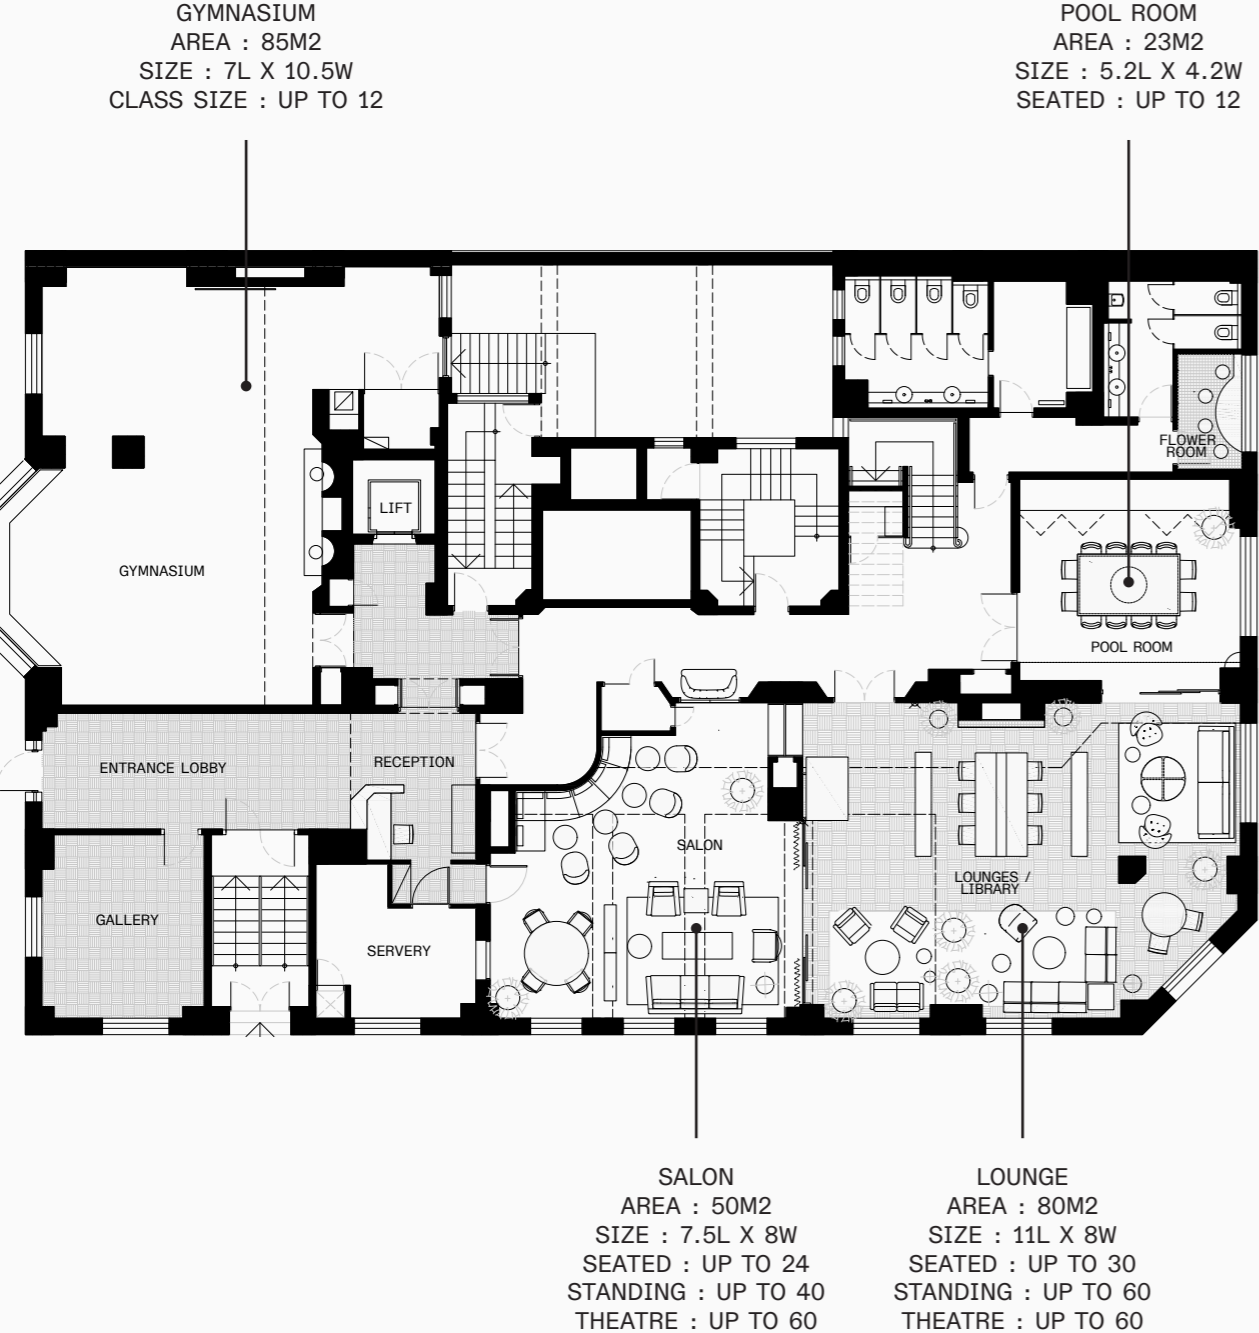 GYMNASIUM
AREA : 85M2
SIZE : 7L X 10.5W
CLASS SIZE : UP TO 12
POOL ROOM
AREA : 23M2
SIZE : 5.2L X 4.2W
SEATED : UP TO 12
FLOWER
ROOM
LIFT
GYMNASIUM
POOL ROOM
ENTRANCE LOBBY
RECEPTION
SALON
LOUNGES /
LIBRARY
GALLERY
SERVERY
SALON
AREA : 50M2
SIZE : 7.5L X 8W
SEATED : UP TO 24
STANDING : UP TO 40
THEATRE : UP TO 60
LOUNGE
AREA : 80M2
SIZE : 11L X 8W
SEATED : UP TO 30
STANDING : UP TO 60
THEATRE : UP TO 60